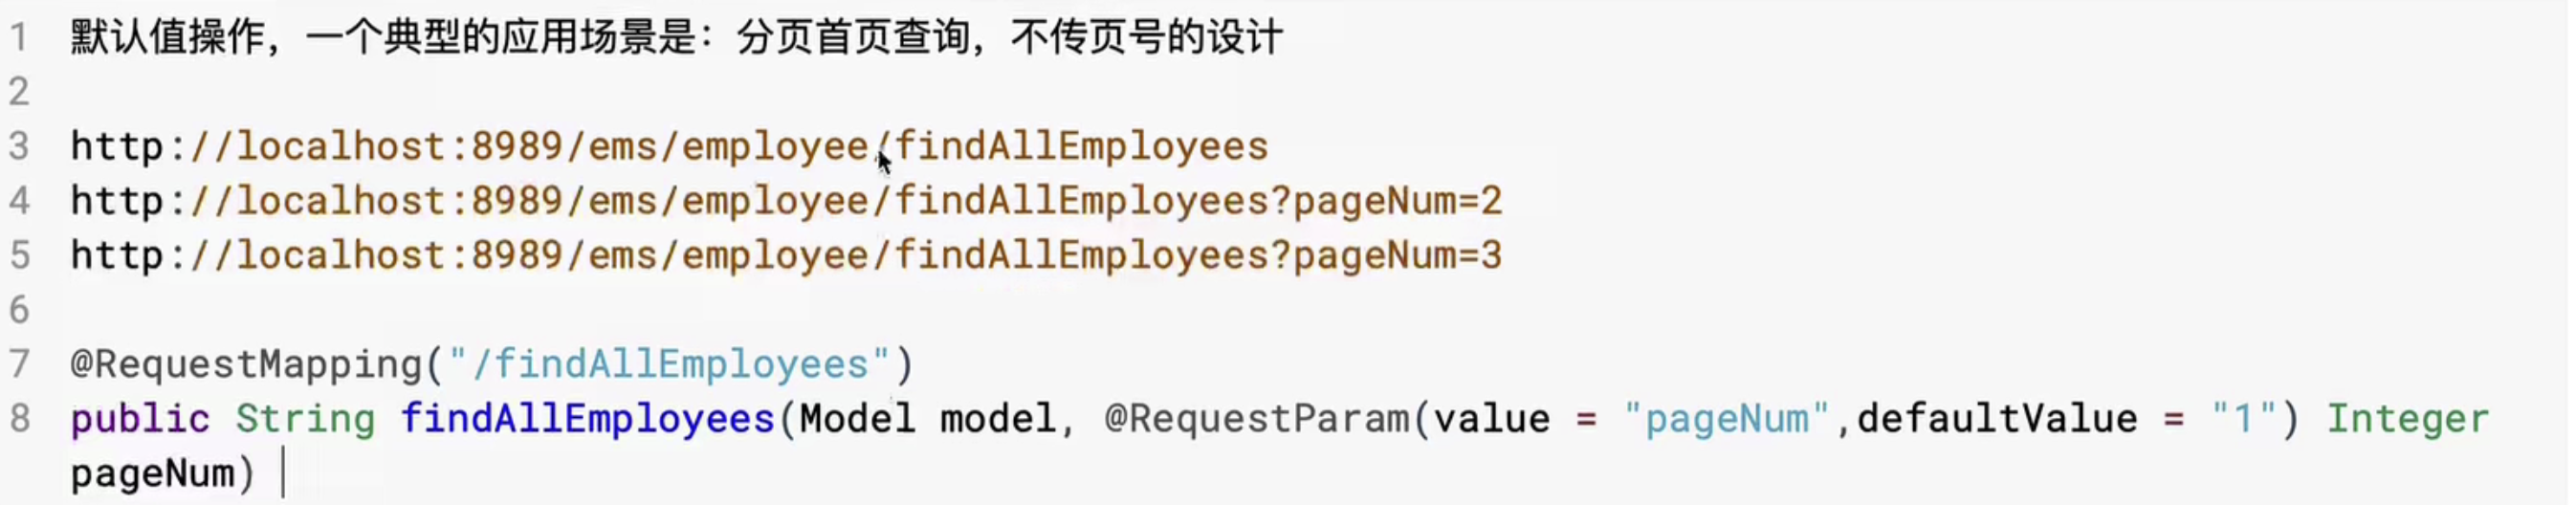 1 默认值操作，一个典型的应用场景是：分页首页查询，不传页号的设计
2
3 http://localhost:8989/ems/employee/findAllEmployees
4 http://localhost:8989/ems/employee/findAllEmployees?pageNum=2
5 http://localhost:8989/ems/employee/findAllEmployees?pageNum=3
6
7 @RequestMapping("/findAllEmployees")
8 public String findAllEmployees(Model model, @RequestParam(value = "pageNum",defaultValue = "1") Integer
pageNum)